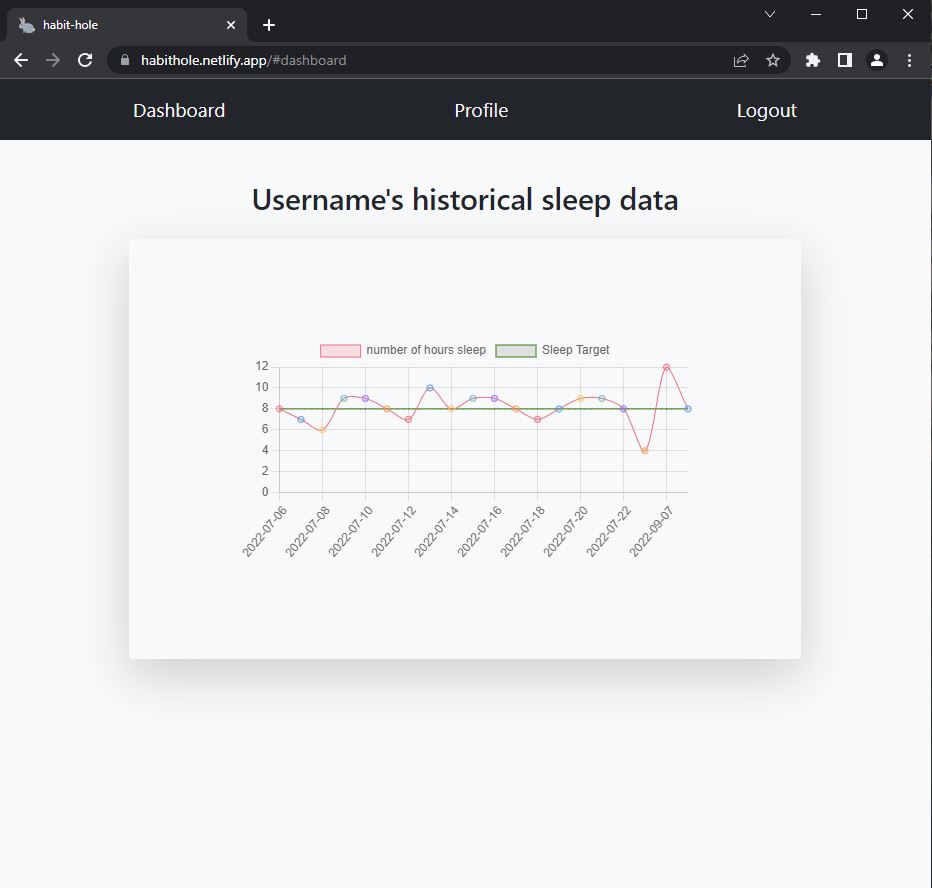 habit-hole
habithole.netlify.app/#dashboard
Dashboard Profile Logout
Username's historical sleep data
number of hours sleep Sleep Target
12
10
8
6
4
2
0
2022-07-06 2022-07-08 2022-07-10 2022-07-12 2022-07-14 2022-07-16 2022-07-18 2022-07-20 2022-07-22 2022-09-07